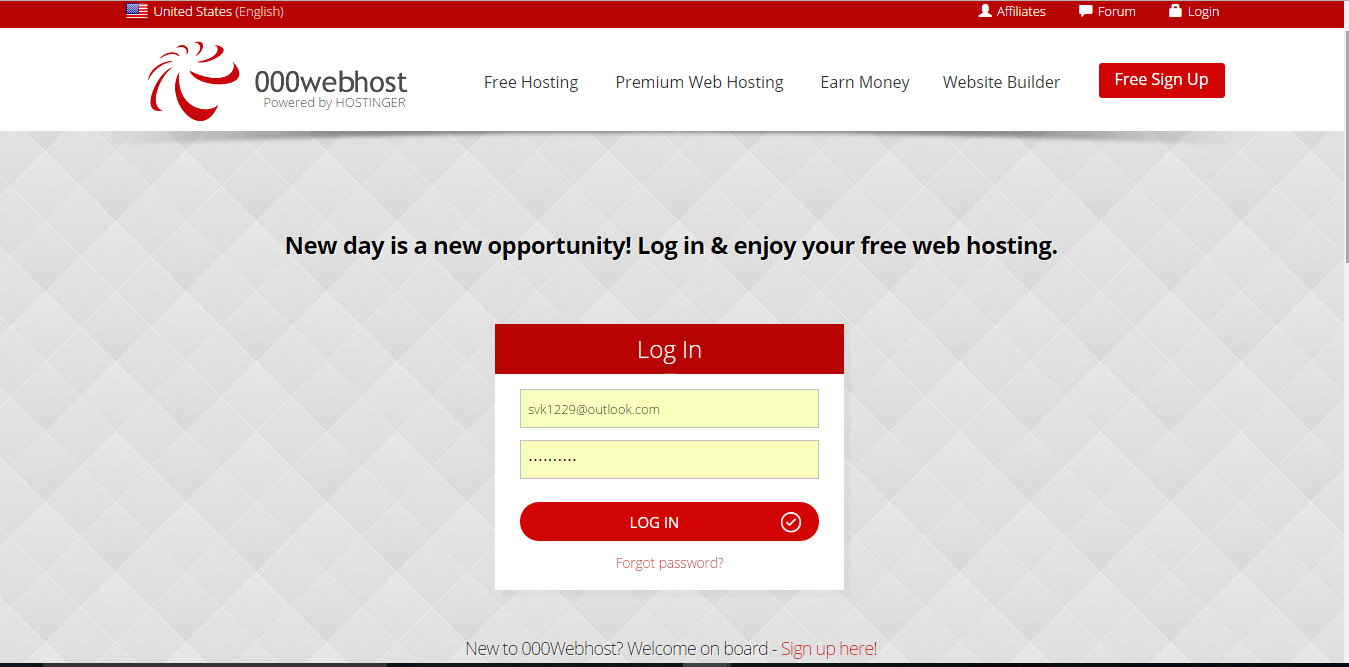 United States (English) Affiliates Forum Login
000webhost
Powered by HOSTINGER
Free Hosting Premium Web Hosting Earn Money Website Builder Free Sign Up
New day is a new opportunity! Log in & enjoy your free web hosting.
Log In
svk1229@outlook.com
..........
LOG IN
Forgot password?
New to 000Webhost? Welcome on board - Sign up here!